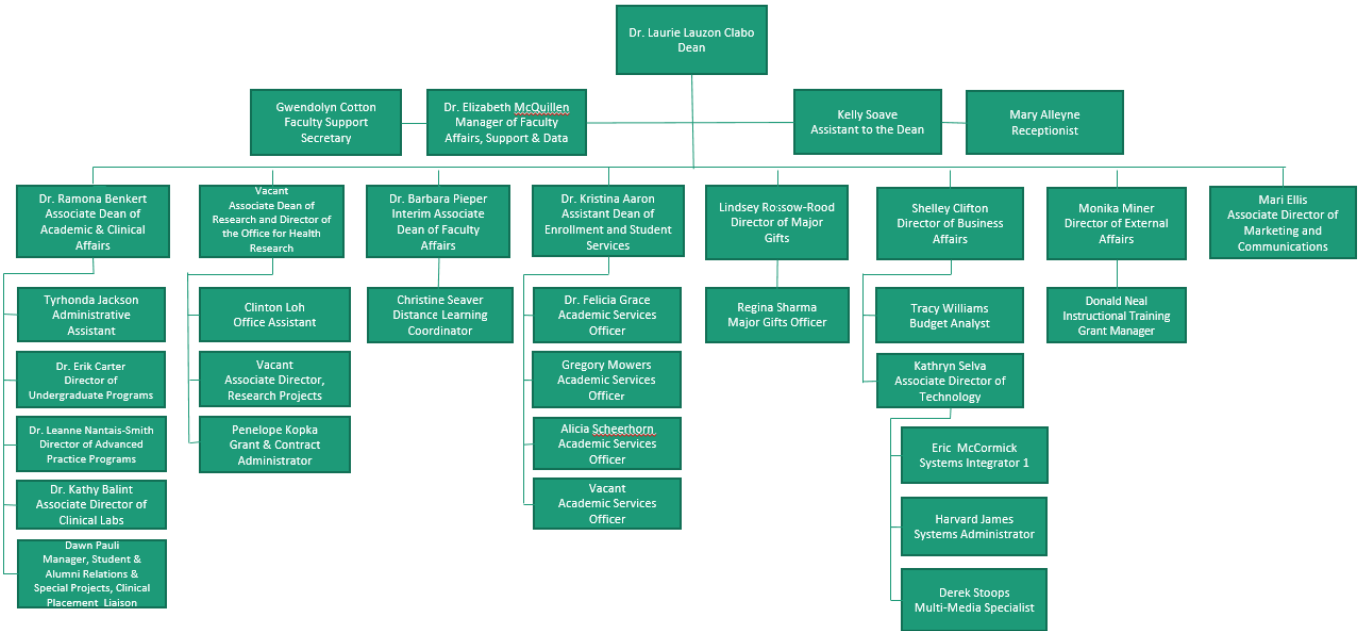 Dr. Laurie Lauzon Clabo
Dean
Gwendolyn Cotton
Faculty Support
Secretary
Dr. Elizabeth McQuillen
Manager of Faculty
Affairs, Support & Data
Kelly Soave
Assistant to the Dean
Mary Alleyne
Receptionist
Dr. Ramona Benkert
Associate Dean of
Academic & Clinical
Affairs
Vacant
Associate Dean of
Research and Director of
the Office for Health
Research
Dr. Barbara Pieper
Interim Associate
Dean of Faculty
Affairs
Dr. Kristina Aaron
Assistant Dean of
Enrollment and Student
Services
Lindsey Rossow-Rood
Director of Major
Gifts
Shelley Clifton
Director of Business
Affairs
Monika Miner
Director of External
Affairs
Mari Ellis
Associate Director of
Marketing and
Communications
Tyrhonda Jackson
Administrative
Assistant
Dr. Erik Carter
Director of
Undergraduate Programs
Dr. Leanne Nantais-Smith
Director of Advanced
Practice Programs
Dr. Kathy Balint
Associate Director of
Clinical Labs
Dawn Pauli
Manager, Student &
Alumni Relations &
Special Projects, Clinical
Placement Liaison
Clinton Loh
Office Assistant
Vacant
Associate Director,
Research Projects
Penelope Kopka
Grant & Contract
Administrator
Christine Seaver
Distance Learning
Coordinator
Dr. Felicia Grace
Academic Services
Officer
Gregory Mowers
Academic Services
Officer
Alicia Scheerhorn
Academic Services
Officer
Vacant
Academic Services
Officer
Regina Sharma
Major Gifts Officer
Tracy Williams
Budget Analyst
Kathryn Selva
Associate Director of
Technology
Eric McCormick
Systems Integrator 1
Harvard James
Systems Administrator
Derek Stoops
Multi-Media Specialist
Donald Neal
Instructional Training
Grant Manager